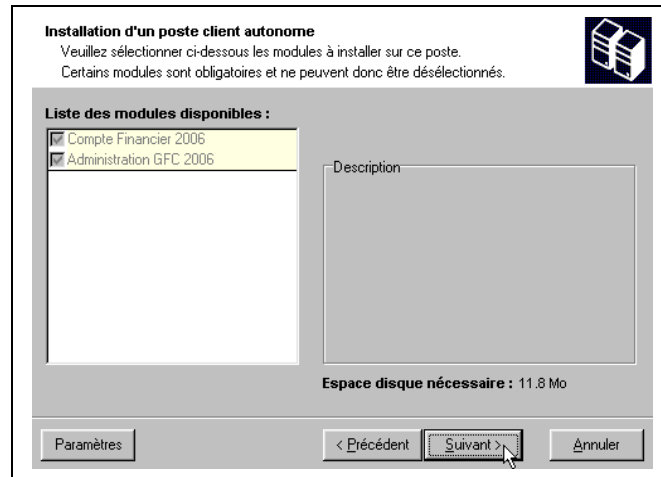 Installation d'un poste client autonome
Veuillez sélectionner ci-dessous les modules à installer sur ce poste.
Certains modules sont obligatoires et ne peuvent donc être désélectionnés.
Liste des modules disponibles :
Compte Financier 2006
Administration GFC 2006
Description
Espace disque nécessaire : 11.8 Mo
Paramètres
< Précédent
Suivant >
Annuler